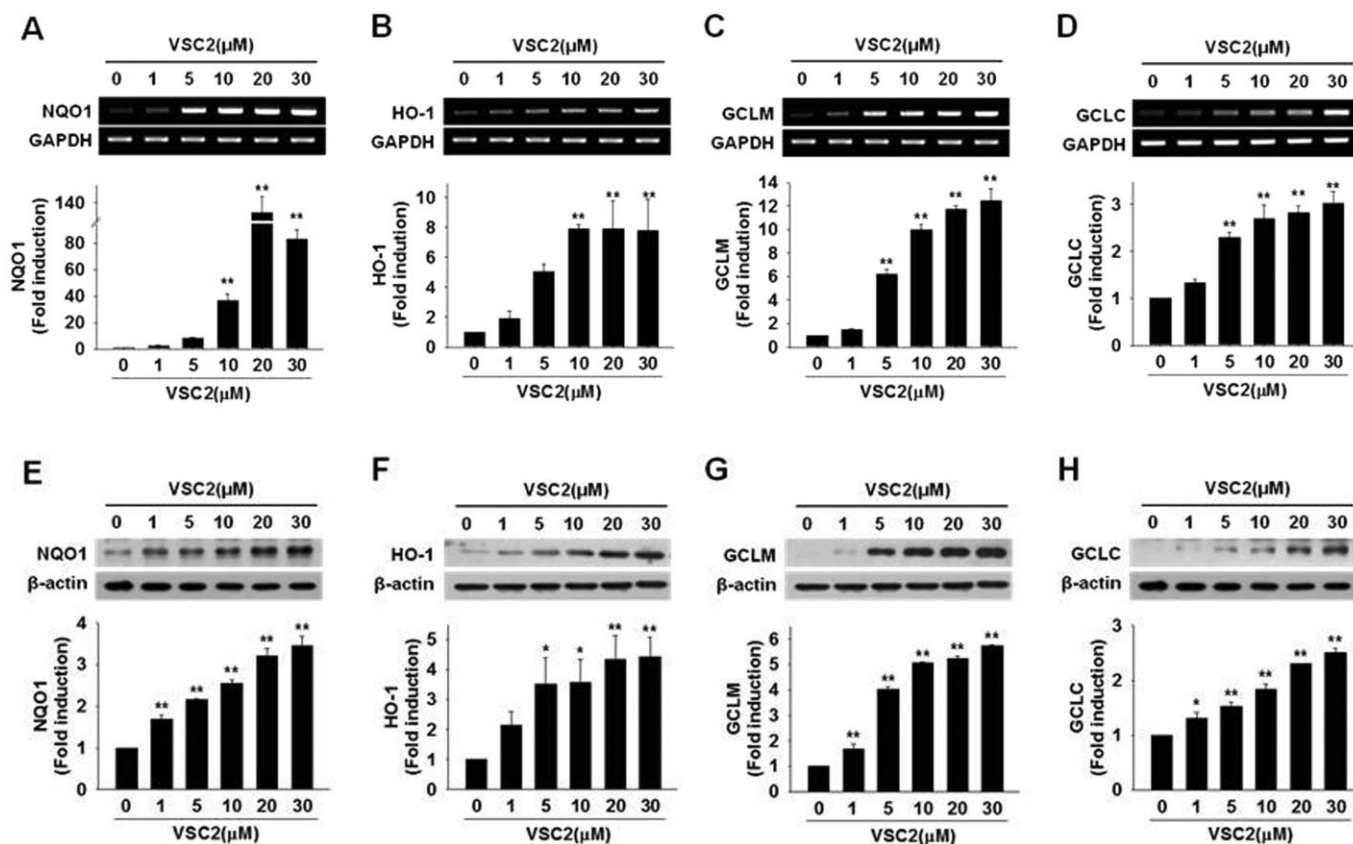 A
VSC2(µM)
0 1 5 10 20 30
NQO1
GAPDH
NQO1
(Fold induction)
140
80
60
40
20
0
** ** **
0 1 5 10 20 30
VSC2(µM)
B
VSC2(µM)
0 1 5 10 20 30
HO-1
GAPDH
HO-1
(Fold induction)
10
8
6
4
2
0
** ** **
0 1 5 10 20 30
VSC2(µM)
C
VSC2(µM)
0 1 5 10 20 30
GCLM
GAPDH
GCLM
(Fold induction)
14
12
10
8
6
4
2
0
** ** ** **
0 1 5 10 20 30
VSC2(µM)
D
VSC2(µM)
0 1 5 10 20 30
GCLC
GAPDH
GCLC
(Fold induction)
3
2
1
0
** ** ** **
0 1 5 10 20 30
VSC2(µM)
E
VSC2(µM)
0 1 5 10 20 30
NQO1
β-actin
NQO1
(Fold induction)
4
3
2
1
0
** ** ** ** **
0 1 5 10 20 30
VSC2(µM)
F
VSC2(µM)
0 1 5 10 20 30
HO-1
β-actin
HO-1
(Fold induction)
5
4
3
2
1
0
* * ** **
0 1 5 10 20 30
VSC2(µM)
G
VSC2(µM)
0 1 5 10 20 30
GCLM
β-actin
GCLM
(Fold induction)
6
5
4
3
2
1
0
** ** ** ** **
0 1 5 10 20 30
VSC2(µM)
H
VSC2(µM)
0 1 5 10 20 30
GCLC
β-actin
GCLC
(Fold induction)
3
2
1
0
* ** ** ** **
0 1 5 10 20 30
VSC2(µM)